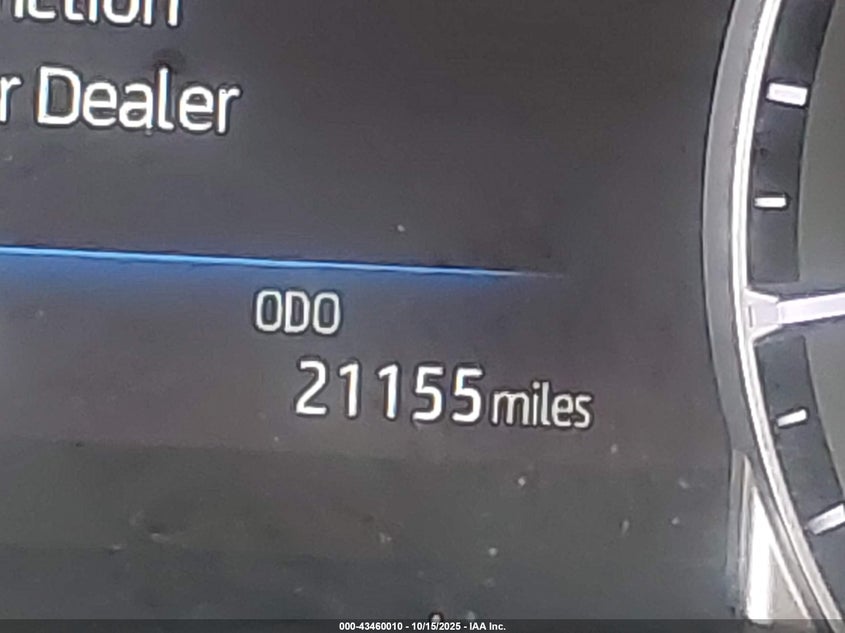 r Dealer
ODO
21155 miles
000-43460010 - 10/15/2025 - IAA Inc.